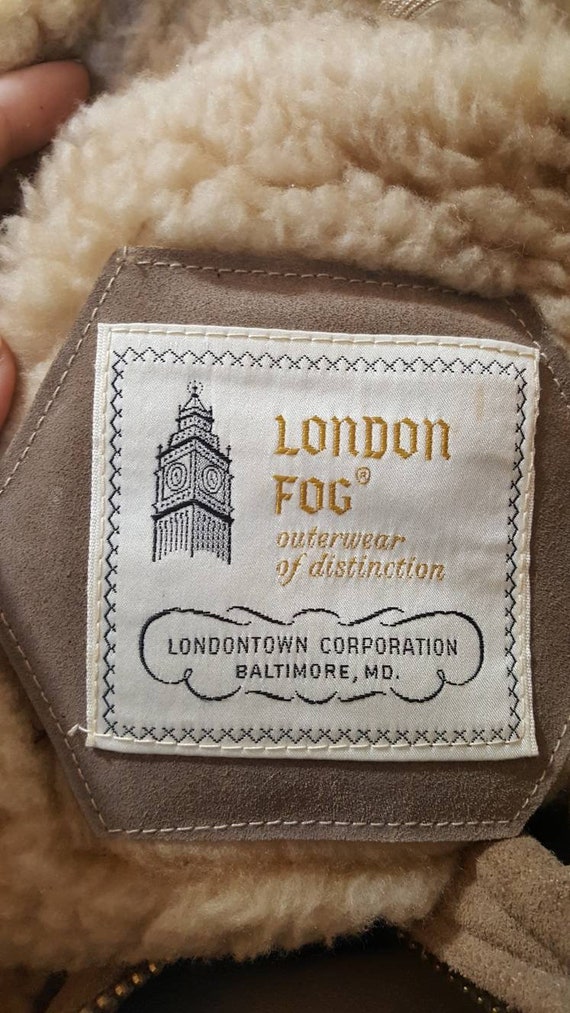 LONDON
FOG®
outerwear
of distinction
LONDONTOWN CORPORATION
BALTIMORE, MD.